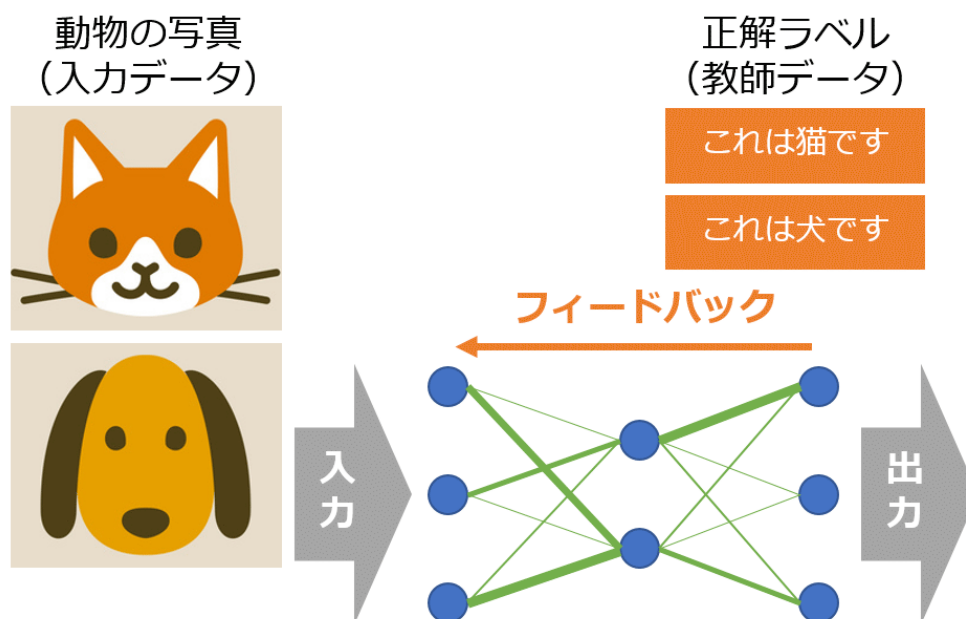 動物の写真
（入力データ）
正解ラベル
（教師データ）
これは猫です
これは犬です
フィードバック
入力
出力